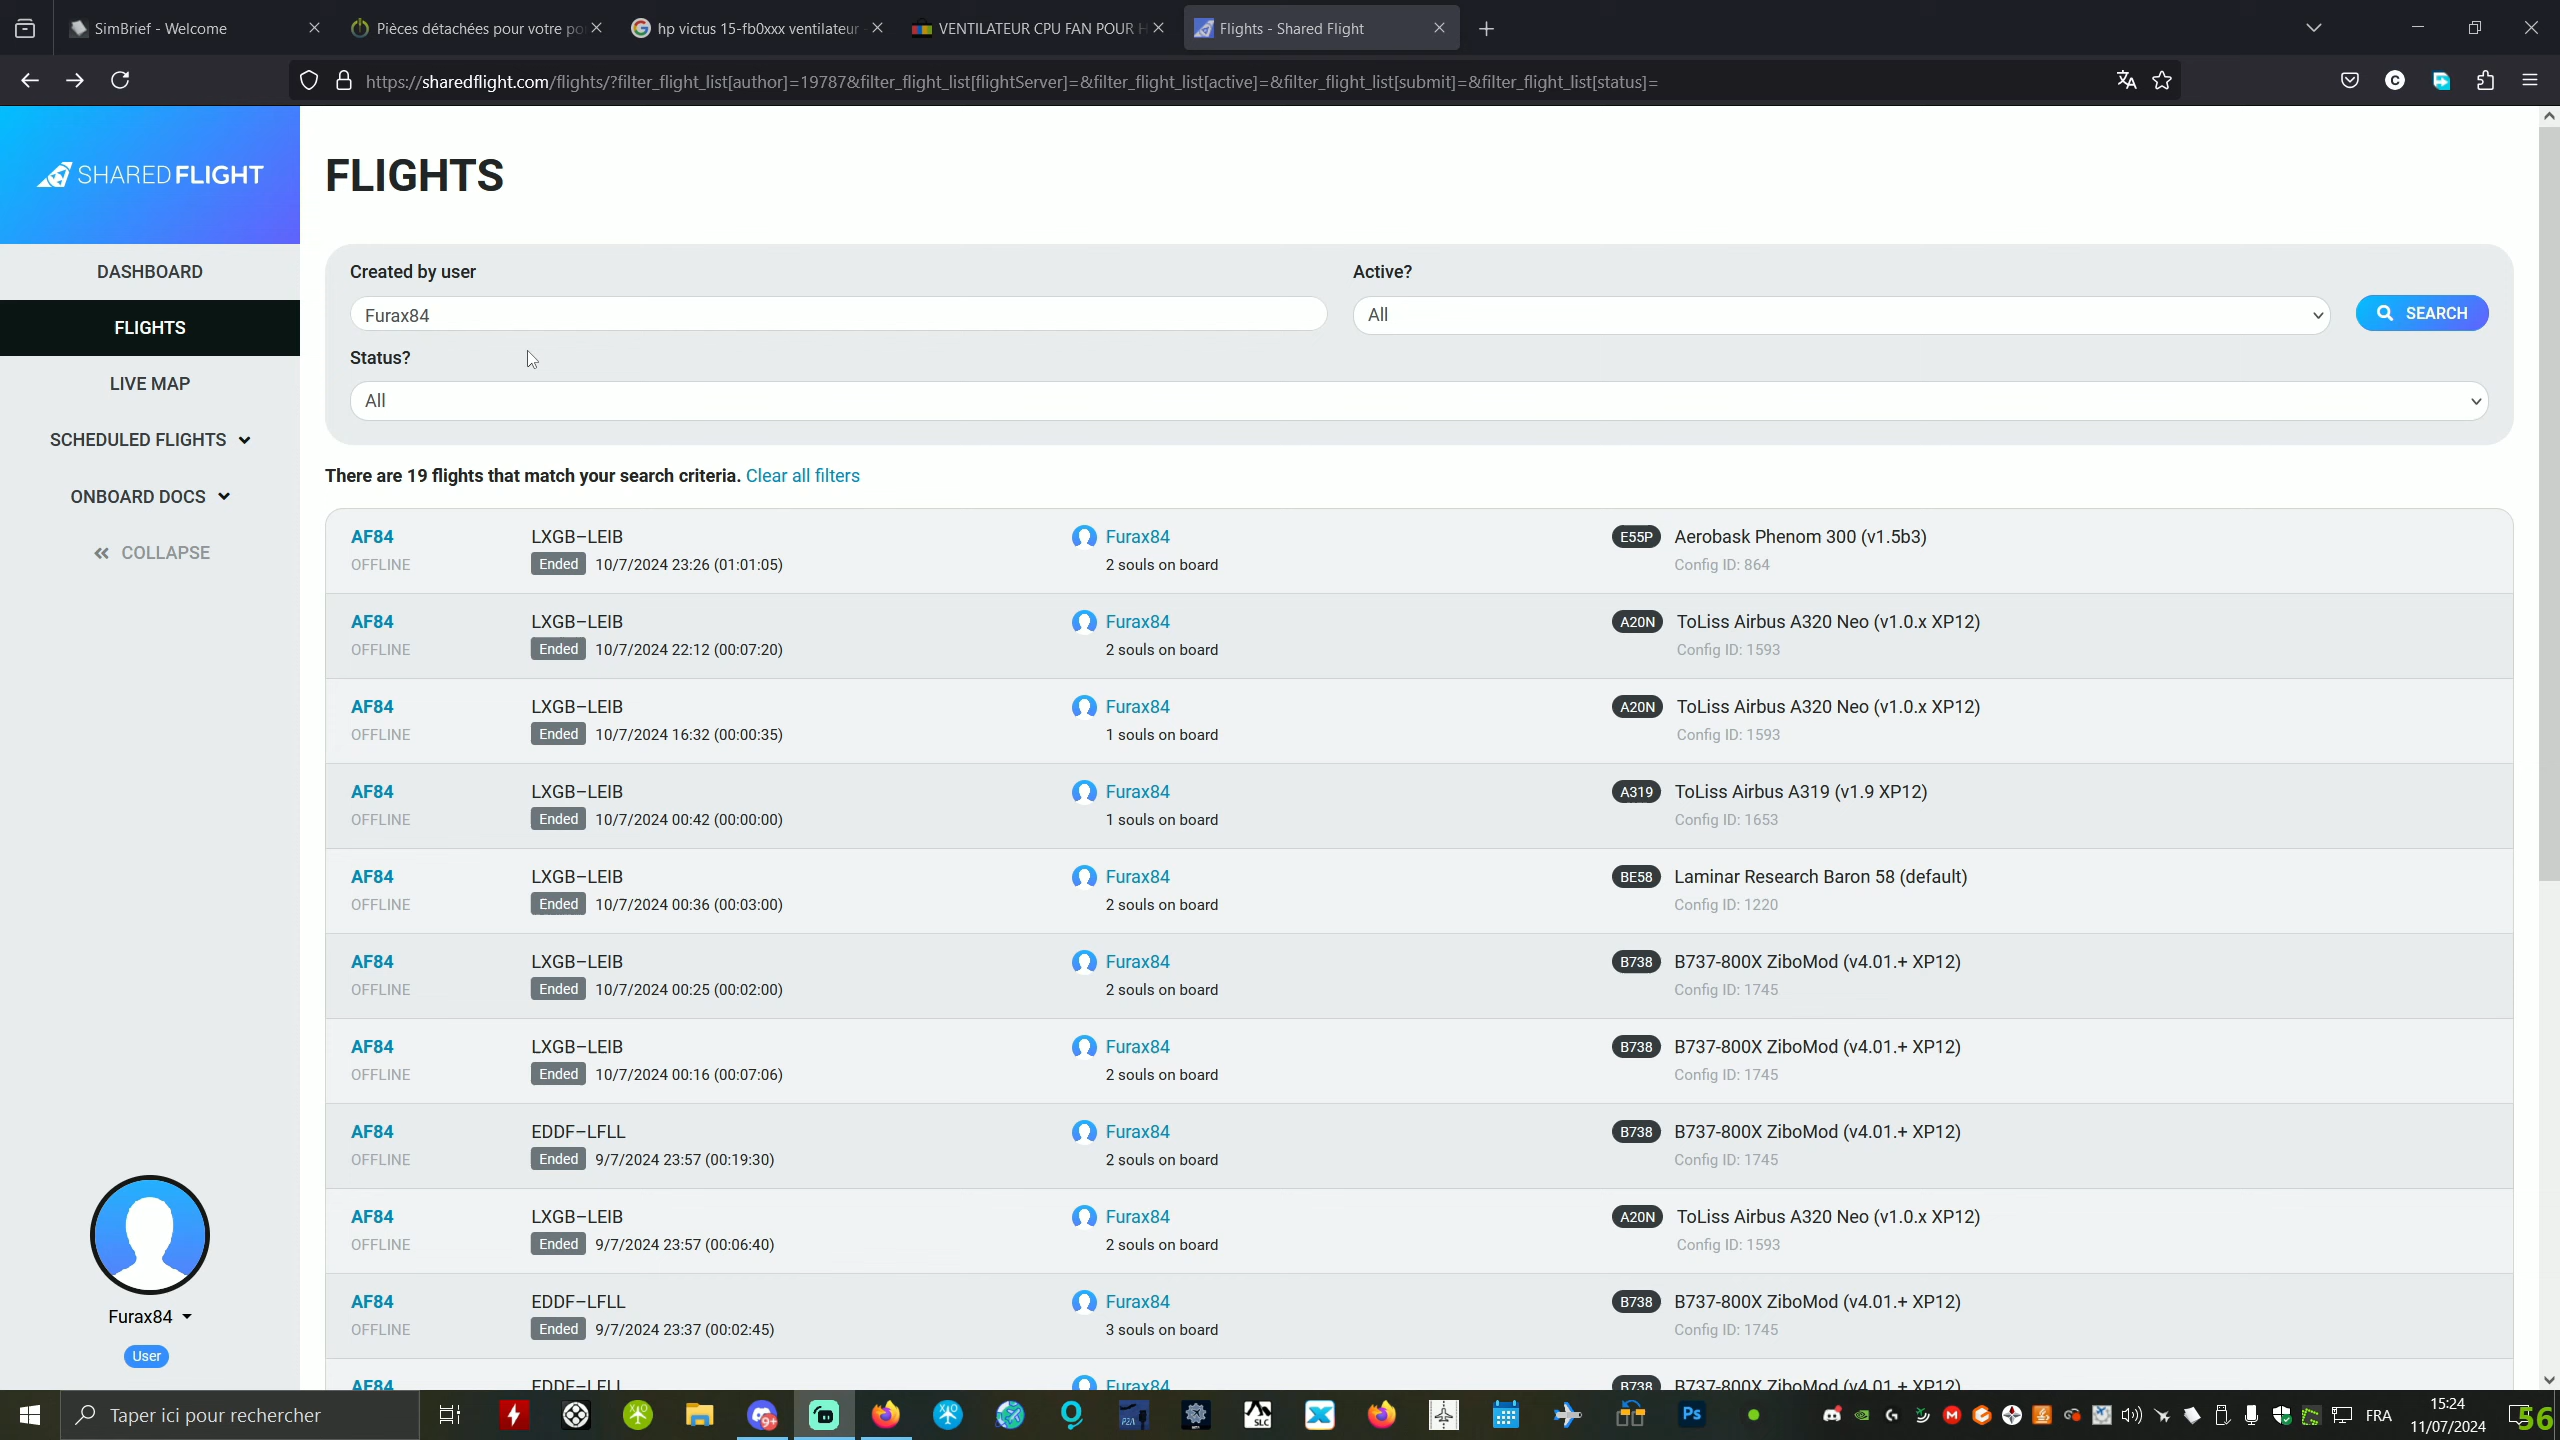 SimBrief - Welcome
Pièces détachées pour votre po
hp victus 15-fb0xxx ventilateur
VENTILATEUR CPU FAN POUR H
Flights - Shared Flight
https://sharedflight.com/flights/?filter_flight_list[author]=19787&filter_flight_list[flightServer]=&filter_flight_list[active]=&filter_flight_list[submit]=&filter_flight_list[status]=
SHARED FLIGHT
DASHBOARD
FLIGHTS
LIVE MAP
SCHEDULED FLIGHTS
ONBOARD DOCS
COLLAPSE
Furax84
User
FLIGHTS
Created by user
Active?
Furax84
All
SEARCH
Status?
All
There are 19 flights that match your search criteria. Clear all filters
AF84 LXGB–LEIB Furax84 E55P Aerobask Phenom 300 (v1.5b3)
OFFLINE Ended 10/7/2024 23:26 (01:01:05) 2 souls on board Config ID: 864
AF84 LXGB–LEIB Furax84 A20N ToLiss Airbus A320 Neo (v1.0.x XP12)
OFFLINE Ended 10/7/2024 22:12 (00:07:20) 2 souls on board Config ID: 1593
AF84 LXGB–LEIB Furax84 A20N ToLiss Airbus A320 Neo (v1.0.x XP12)
OFFLINE Ended 10/7/2024 16:32 (00:00:35) 1 souls on board Config ID: 1593
AF84 LXGB–LEIB Furax84 A319 ToLiss Airbus A319 (v1.9 XP12)
OFFLINE Ended 10/7/2024 00:42 (00:00:00) 1 souls on board Config ID: 1653
AF84 LXGB–LEIB Furax84 BE58 Laminar Research Baron 58 (default)
OFFLINE Ended 10/7/2024 00:36 (00:03:00) 2 souls on board Config ID: 1220
AF84 LXGB–LEIB Furax84 B738 B737-800X ZiboMod (v4.01.+ XP12)
OFFLINE Ended 10/7/2024 00:25 (00:02:00) 2 souls on board Config ID: 1745
AF84 LXGB–LEIB Furax84 B738 B737-800X ZiboMod (v4.01.+ XP12)
OFFLINE Ended 10/7/2024 00:16 (00:07:06) 2 souls on board Config ID: 1745
AF84 EDDF–LFLL Furax84 B738 B737-800X ZiboMod (v4.01.+ XP12)
OFFLINE Ended 9/7/2024 23:57 (00:19:30) 2 souls on board Config ID: 1745
AF84 LXGB–LEIB Furax84 A20N ToLiss Airbus A320 Neo (v1.0.x XP12)
OFFLINE Ended 9/7/2024 23:57 (00:06:40) 2 souls on board Config ID: 1593
AF84 EDDF–LFLL Furax84 B738 B737-800X ZiboMod (v4.01.+ XP12)
OFFLINE Ended 9/7/2024 23:37 (00:02:45) 3 souls on board Config ID: 1745
AF84 EDDF–LFLL Furax84 B738 B737-800X ZiboMod (v4.01.+ XP12)
Taper ici pour rechercher
9+
P2A
SLC
Ps
FRA
15:24
11/07/2024
56